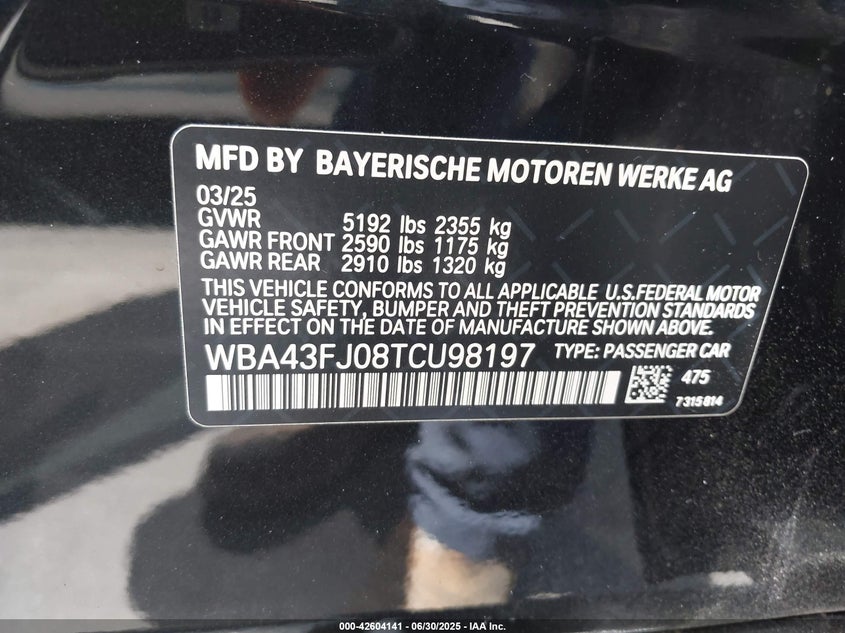 MFD BY BAYERISCHE MOTOREN WERKE AG
03/25
GVWR 5192 lbs 2355 kg
GAWR FRONT 2590 lbs 1175 kg
GAWR REAR 2910 lbs 1320 kg
THIS VEHICLE CONFORMS TO ALL APPLICABLE U.S.FEDERAL MOTOR
VEHICLE SAFETY, BUMPER AND THEFT PREVENTION STANDARDS
IN EFFECT ON THE DATE OF MANUFACTURE SHOWN ABOVE.
WBA43FJ08TCU98197 TYPE: PASSENGER CAR
475
7315814
000-42604141 - 06/30/2025 - IAA Inc.